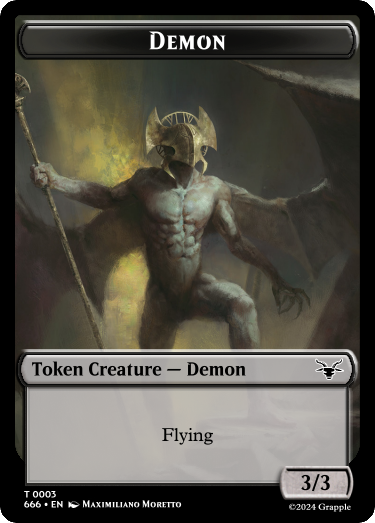 DEMON
Token Creature — Demon
Flying
3/3
T 0003
666 • EN MAXIMILIANO MORETTO
©2024 Grapple